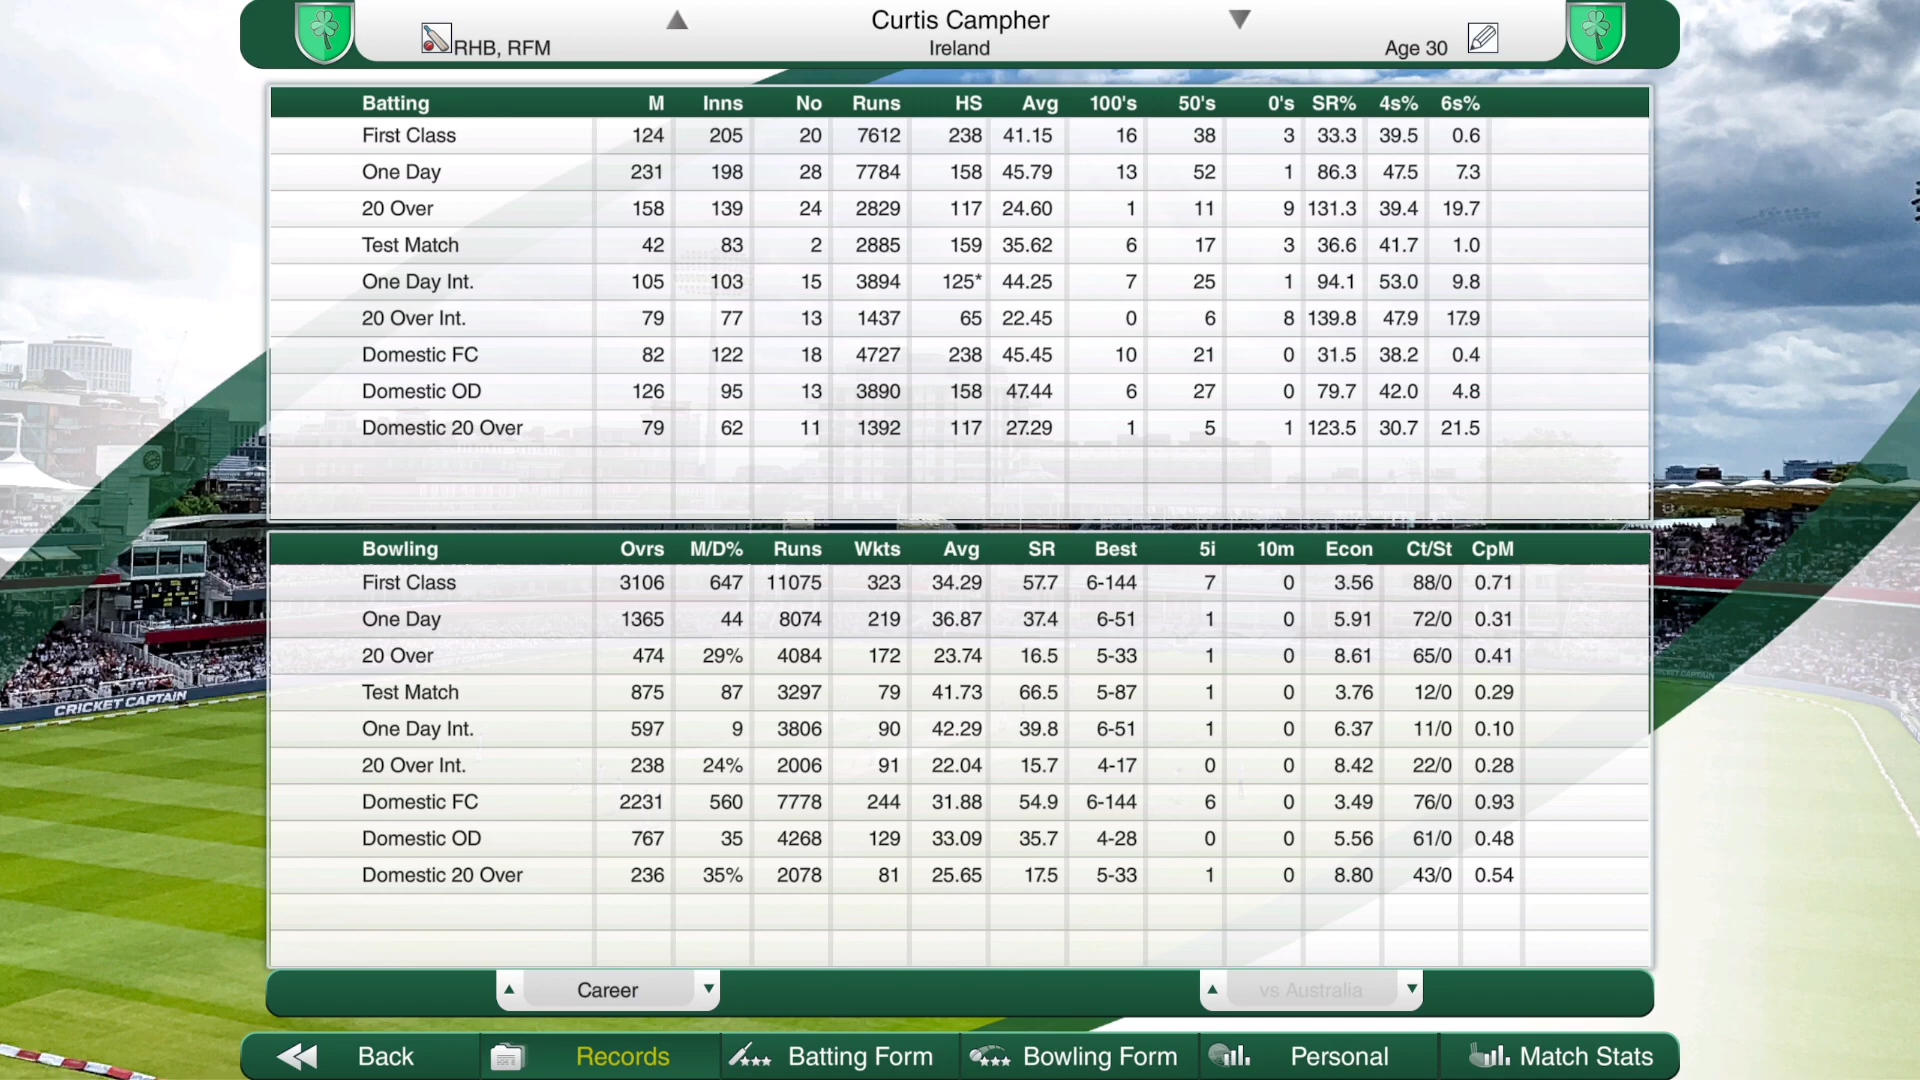 Curtis Campher
RHB, RFM Ireland Age 30
Batting M Inns No Runs HS Avg 100's 50's 0's SR% 4s% 6s%
First Class 124 205 20 7612 238 41.15 16 38 3 33.3 39.5 0.6
One Day 231 198 28 7784 158 45.79 13 52 1 86.3 47.5 7.3
20 Over 158 139 24 2829 117 24.60 1 11 9 131.3 39.4 19.7
Test Match 42 83 2 2885 159 35.62 6 17 3 36.6 41.7 1.0
One Day Int. 105 103 15 3894 125* 44.25 7 25 1 94.1 53.0 9.8
20 Over Int. 79 77 13 1437 65 22.45 0 6 8 139.8 47.9 17.9
Domestic FC 82 122 18 4727 238 45.45 10 21 0 31.5 38.2 0.4
Domestic OD 126 95 13 3890 158 47.44 6 27 0 79.7 42.0 4.8
Domestic 20 Over 79 62 11 1392 117 27.29 1 5 1 123.5 30.7 21.5
Bowling Ovrs M/D% Runs Wkts Avg SR Best 5i 10m Econ Ct/St CpM
First Class 3106 647 11075 323 34.29 57.7 6-144 7 0 3.56 88/0 0.71
One Day 1365 44 8074 219 36.87 37.4 6-51 1 0 5.91 72/0 0.31
20 Over 474 29% 4084 172 23.74 16.5 5-33 1 0 8.61 65/0 0.41
Test Match 875 87 3297 79 41.73 66.5 5-87 1 0 3.76 12/0 0.29
One Day Int. 597 9 3806 90 42.29 39.8 6-51 1 0 6.37 11/0 0.10
20 Over Int. 238 24% 2006 91 22.04 15.7 4-17 0 0 8.42 22/0 0.28
Domestic FC 2231 560 7778 244 31.88 54.9 6-144 6 0 3.49 76/0 0.93
Domestic OD 767 35 4268 129 33.09 35.7 4-28 0 0 5.56 61/0 0.48
Domestic 20 Over 236 35% 2078 81 25.65 17.5 5-33 1 0 8.80 43/0 0.54
CRICKET CAPTAIN
Career vs Australia
Back Records Batting Form Bowling Form Personal Match Stats